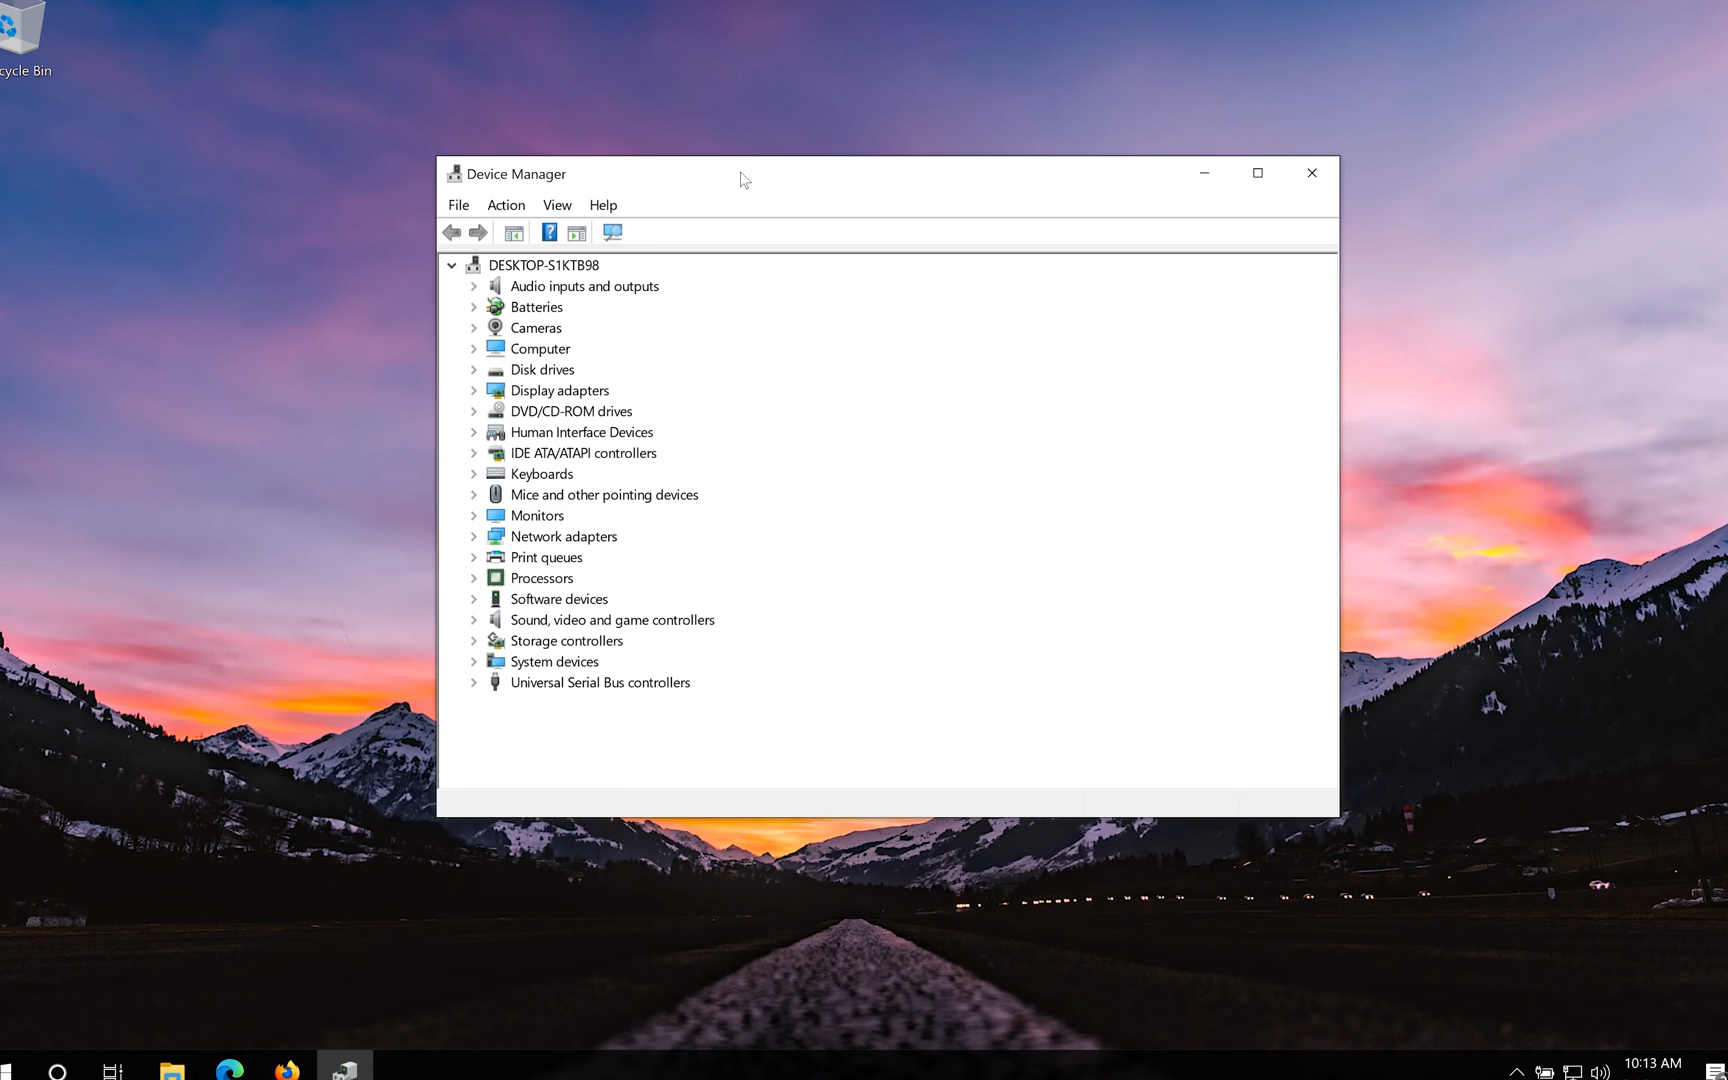 cycle Bin
Device Manager
File Action View Help
DESKTOP-S1KTB98
Audio inputs and outputs
Batteries
Cameras
Computer
Disk drives
Display adapters
DVD/CD-ROM drives
Human Interface Devices
IDE ATA/ATAPI controllers
Keyboards
Mice and other pointing devices
Monitors
Network adapters
Print queues
Processors
Software devices
Sound, video and game controllers
Storage controllers
System devices
Universal Serial Bus controllers
10:13 AM